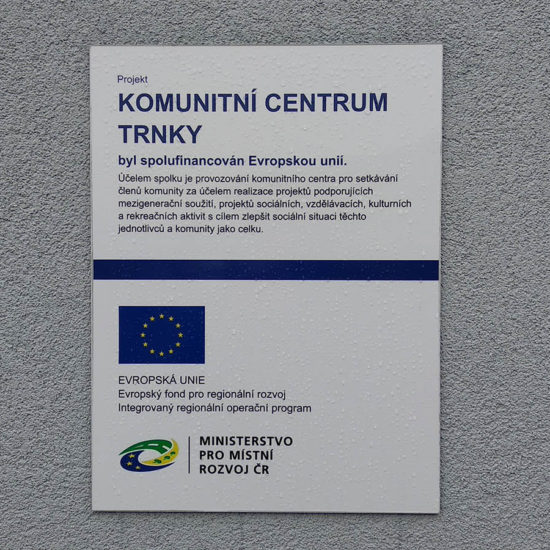 Projekt
KOMUNITNÍ CENTRUM
TRNKY
byl spolufinancován Evropskou unií.
Účelem spolku je provozování komunitního centra pro setkávání
členů komunity za účelem realizace projektů podporujících
mezigenerační soužití, projektů sociálních, vzdělávacích, kulturních
a rekreačních aktivit s cílem zlepšit sociální situaci těchto
jednotlivců a komunity jako celku.
EVROPSKÁ UNIE
Evropský fond pro regionální rozvoj
Integrovaný regionální operační program
MINISTERSTVO
PRO MÍSTNÍ
ROZVOJ ČR